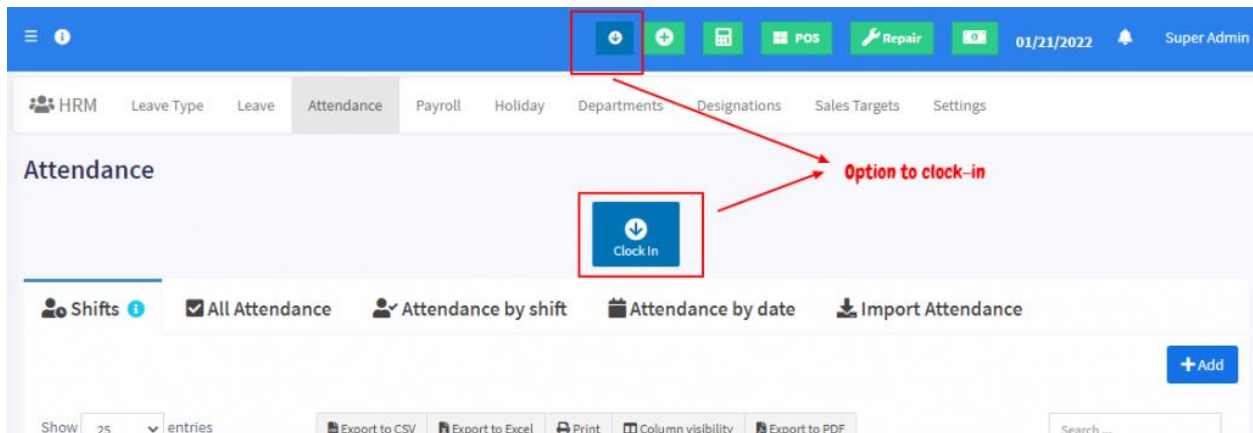 POS Repair 01/21/2022 Super Admin
HRM Leave Type Leave Attendance Payroll Holiday Departments Designations Sales Targets Settings
Attendance
Option to clock-in
Clock In
Shifts All Attendance Attendance by shift Attendance by date Import Attendance
Add
Show 25 entries Export to CSV Export to Excel Print Column visibility Export to PDF Search ...